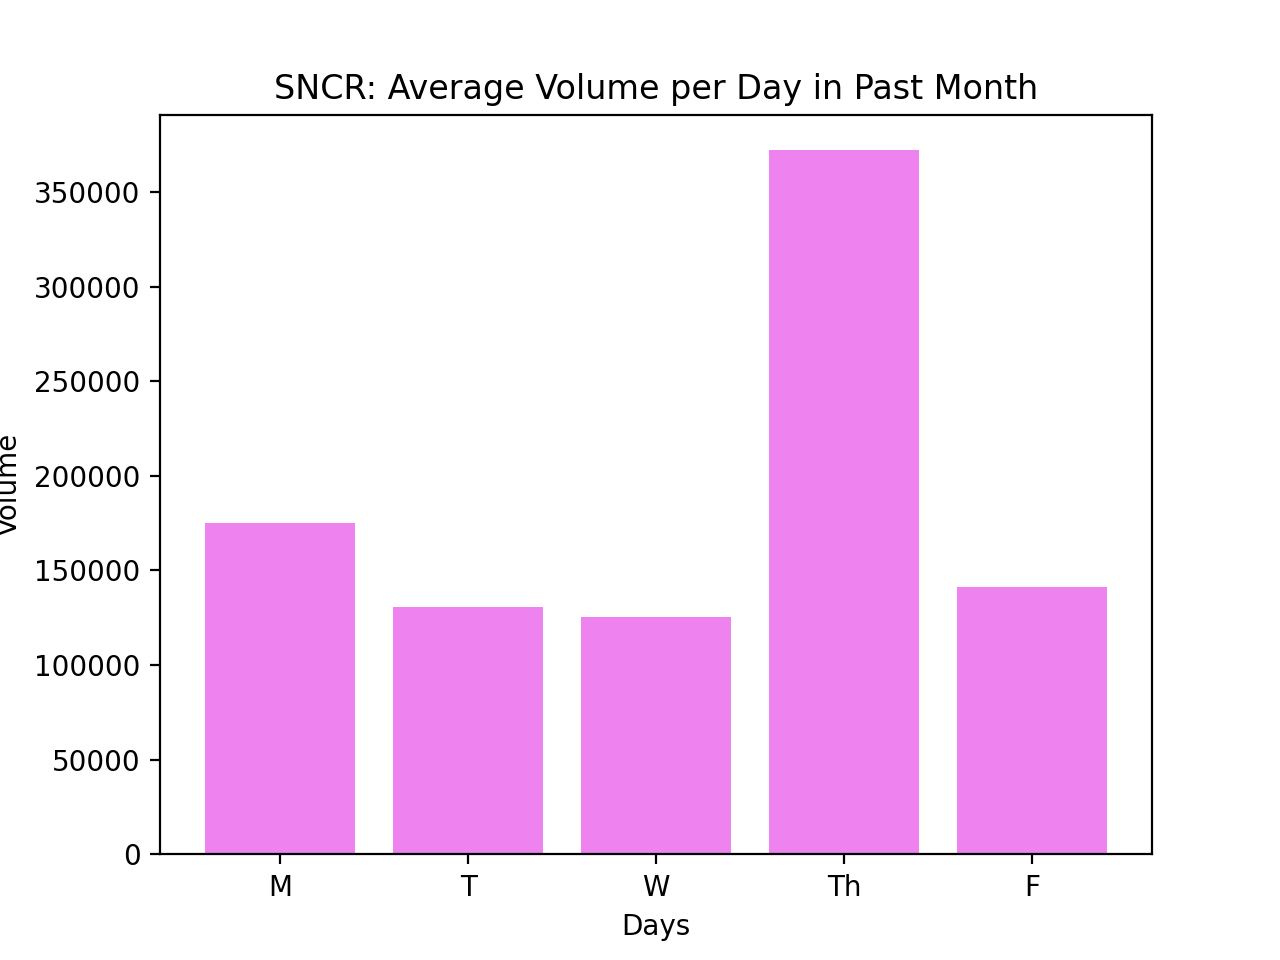 SNCR: Average Volume per Day in Past Month
350000
300000
250000
200000
150000
100000
50000
0
Volume
M T W Th F
Days